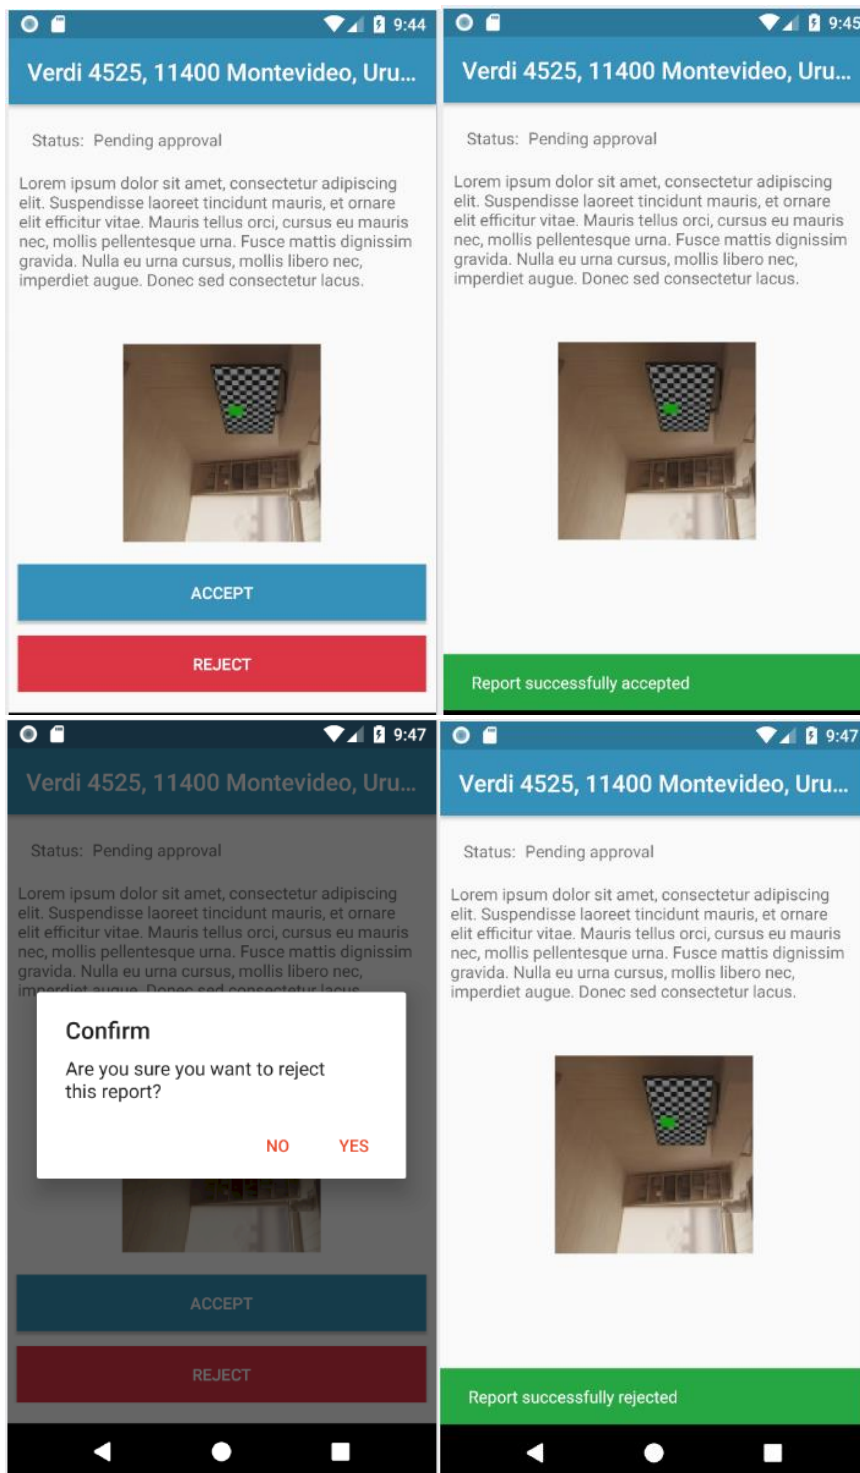 9:44
Verdi 4525, 11400 Montevideo, Uru...
Status: Pending approval
Lorem ipsum dolor sit amet, consectetur adipiscing
elit. Suspendisse laoreet tincidunt mauris, et ornare
elit efficitur vitae. Mauris tellus orci, cursus eu mauris
nec, mollis pellentesque urna. Fusce mattis dignissim
gravida. Nulla eu urna cursus, mollis libero nec,
imperdiet augue. Donec sed consectetur lacus.
ACCEPT
REJECT
9:45
Verdi 4525, 11400 Montevideo, Uru...
Status: Pending approval
Lorem ipsum dolor sit amet, consectetur adipiscing
elit. Suspendisse laoreet tincidunt mauris, et ornare
elit efficitur vitae. Mauris tellus orci, cursus eu mauris
nec, mollis pellentesque urna. Fusce mattis dignissim
gravida. Nulla eu urna cursus, mollis libero nec,
imperdiet augue. Donec sed consectetur lacus.
Report successfully accepted
9:47
Verdi 4525, 11400 Montevideo, Uru...
Status: Pending approval
Lorem ipsum dolor sit amet, consectetur adipiscing
elit. Suspendisse laoreet tincidunt mauris, et ornare
elit efficitur vitae. Mauris tellus orci, cursus eu mauris
nec, mollis pellentesque urna. Fusce mattis dignissim
gravida. Nulla eu urna cursus, mollis libero nec,
imperdiet augue. Donec sed consectetur lacus.
Confirm
Are you sure you want to reject
this report?
NO YES
ACCEPT
REJECT
9:47
Verdi 4525, 11400 Montevideo, Uru...
Status: Pending approval
Lorem ipsum dolor sit amet, consectetur adipiscing
elit. Suspendisse laoreet tincidunt mauris, et ornare
elit efficitur vitae. Mauris tellus orci, cursus eu mauris
nec, mollis pellentesque urna. Fusce mattis dignissim
gravida. Nulla eu urna cursus, mollis libero nec,
imperdiet augue. Donec sed consectetur lacus.
Report successfully rejected